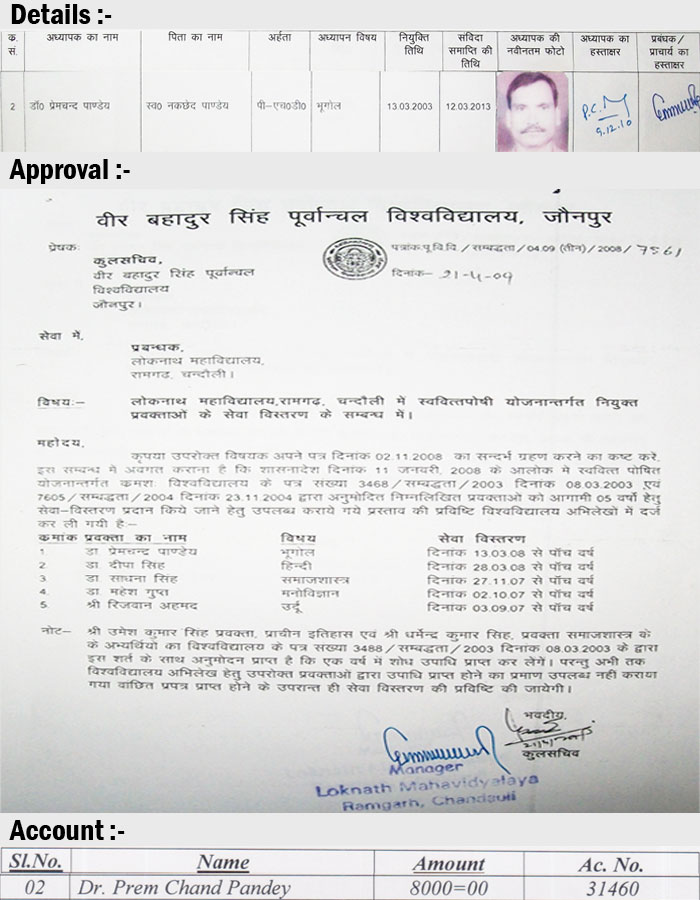 Details :-
क्र. सं. अध्यापक का नाम पिता का नाम अर्हता अध्यापन विषय नियुक्ति तिथि संविदा समाप्ति की तिथि अध्यापक की नवीनतम फोटो अध्यापक का हस्ताक्षर प्रबंधक / प्राचार्य का हस्ताक्षर
2 डॉ0 प्रेमचन्द पाण्डेय स्व0 नकछेद पाण्डेय पी-एच0डी0 भूगोल 13.03.2003 12.03.2013
9.12.10
Approval :-
वीर बहादुर सिंह पूर्वान्चल विश्वविद्यालय, जौनपुर
प्रेषक:
कुलसचिव,
वीर बहादुर सिंह पूर्वान्चल
विश्वविद्यालय
जौनपुर।
पत्रांक:पू.वि.वि / सम्बद्धता / 04.09 (तीन) / 2008 / 7561
दिनांक- 21-4-09
सेवा में,
प्रबन्धक,
लोकनाथ महाविद्यालय,
रामगढ, चन्दौली।
विषय:- लोकनाथ महाविद्यालय,रामगढ, चन्दौली में स्ववित्तपोषी योजनान्तर्गत नियुक्त
प्रवक्ताओं के सेवा विस्तरण के सम्बन्ध में।
महोदय,
कृपया उपरोक्त विषयक अपने पत्र दिनांक 02.11.2008 का सन्दर्भ ग्रहण करने का कष्ट करे,
इस सम्बन्ध मे अवगत कराना है कि शासनादेश दिनांक 11 जनवरी, 2008 के आलोक मे स्ववित्त पोषित
योजनान्तर्गत क्रमशः विश्वविद्यालय के पत्र संख्या 3468 / सम्बद्धता / 2003 दिनांक 08.03.2003 एवं
7605 / सम्बद्धता / 2004 दिनांक 23.11.2004 द्वारा अनुमोदित निम्नलिखित प्रवक्ताओं को आगामी 05 वर्षो हेतु
सेवा-विस्तरण प्रदान किये जाने हेतु उपलब्ध कराये गये प्रस्ताव की प्रविष्टि विश्वविद्यालय अभिलेखों में दर्ज
कर ली गयी है:-
कमांक प्रवक्ता का नाम विषय सेवा विस्तरण
1 डा. प्रेमचन्द पाण्डेय भूगोल दिनांक 13.03.08 से पाँच वर्ष
2. डा. दीपा सिंह हिन्दी दिनांक 28.03.08 से पाँच वर्ष
3. डा. साधना सिंह समाजशास्त्र दिनांक 27.11.07 से पाँच वर्ष
4. डा. महेश गुप्त मनोविज्ञान दिनांक 02.10.07 से पाँच वर्ष
5. श्री रिजवान अहमद उर्दू दिनांक 03.09.07 से पाँच वर्ष
नोट- श्री उमेश कुमार सिंह प्रवक्ता, प्राचीन इतिहास एवं श्री धर्मेन्द्र कुमार सिंह, प्रवक्ता समाजशास्त्र के
के अभ्यर्थियों का विश्वविद्यालय के पत्र संख्या 3488 / सम्बद्धता / 2003 दिनांक 08.03.2003 के द्वारा
इस शर्त के साथ अनुमोदन प्राप्त है कि एक वर्ष में शोध उपाधि प्राप्त कर लेगें। परन्तु अभी तक
विश्वविद्यालय अभिलेख हेतु उपरोक्त प्रवक्ताओं द्वारा उपाधि प्राप्त होने का प्रमाण उपलब्ध नही कराया
गया वांछित प्रपत्र प्राप्त होने के उपरान्त ही सेवा विस्तरण की प्रविष्टि की जायेगी।
भवदीय,
कुलसचिव
Manager
Loknath Mahavidyalaya
Ramgarh, Chandauli
Account :-
Sl.No. Name Amount Ac. No.
02 Dr. Prem Chand Pandey 8000=00 31460